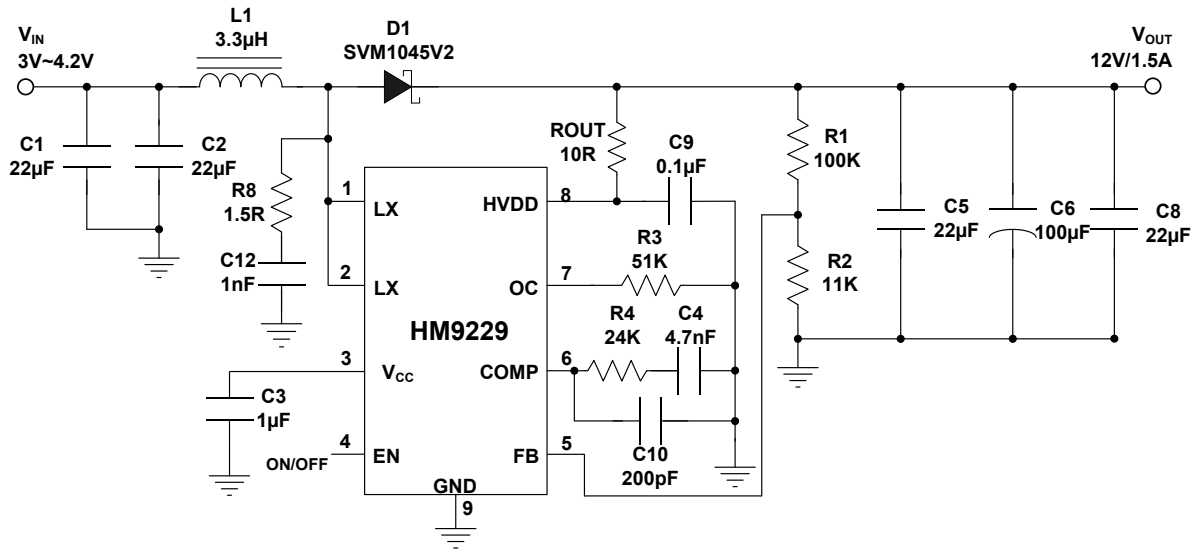 V_IN
3V~4.2V
L1
3.3µH
D1
SVM1045V2
V_OUT
12V/1.5A
C1
22µF
C2
22µF
R8
1.5R
C12
1nF
ROUT
10R
C9
0.1µF
R1
100K
R2
11K
C5
22µF
C6
100µF
C8
22µF
1
LX
2
LX
3
V_CC
4
EN
ON/OFF
C3
1µF
HM9229
HVDD
8
OC
7
R3
51K
COMP
6
R4
24K
C4
4.7nF
C10
200pF
FB
5
GND
9